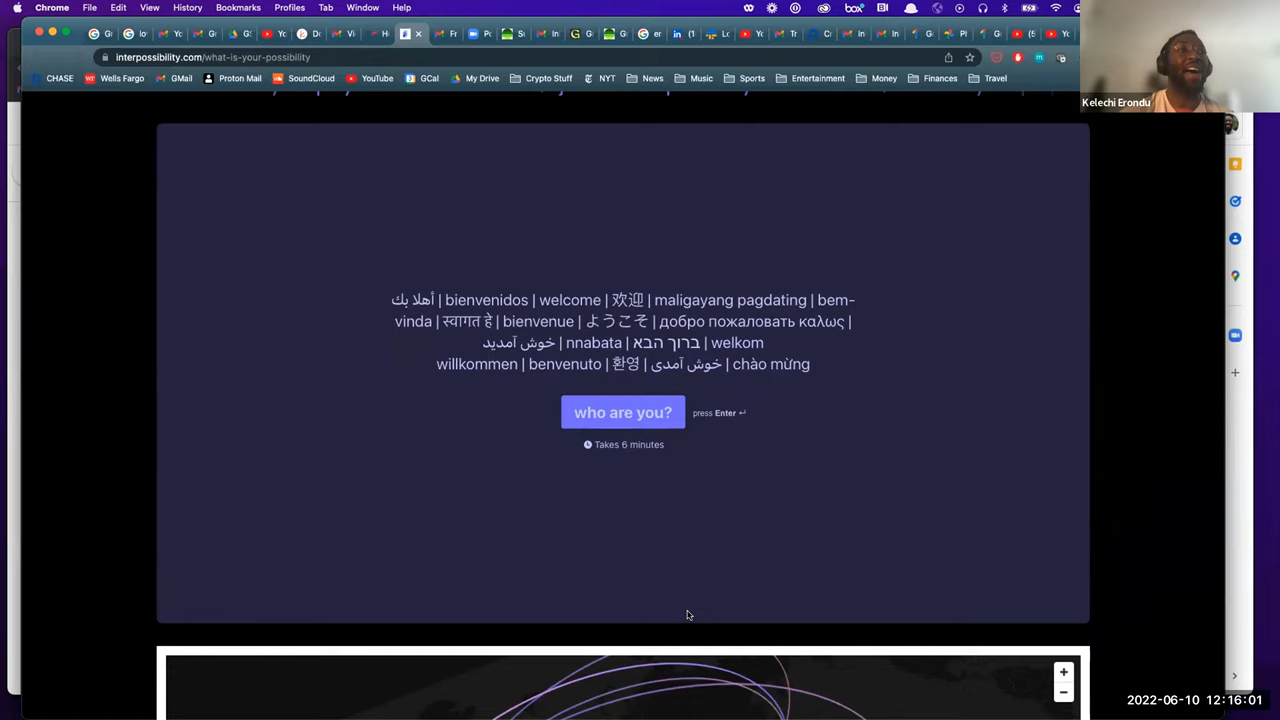 Chrome File Edit View History Bookmarks Profiles Tab Window Help
interpossibility.com/what-is-your-possibility
CHASE Wells Fargo GMail Proton Mail SoundCloud YouTube GCal My Drive Crypto Stuff NYT News Music Sports Entertainment Money Finances Travel
Kelechi Erondu
أهلا بك | bienvenidos | welcome | 欢迎 | maligayang pagdating | bem-
vinda | स्वागत हे | bienvenue | ようこそ | добро пожаловать καλως |
خوش آمدید | nnabata | ברוך הבא | welkom
willkommen | benvenuto | 환영 | خوش آمدی | chào mừng
who are you? press Enter ↵
Takes 6 minutes
2022-06-10 12:16:01